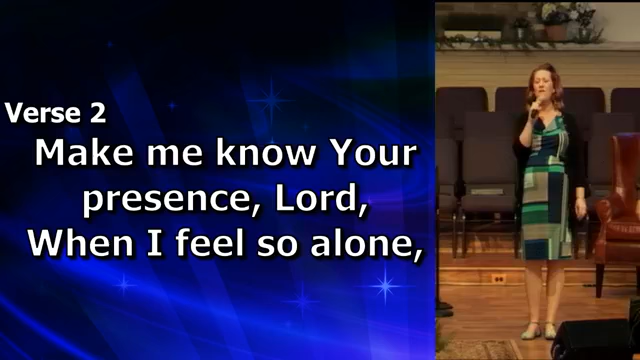 Verse 2
Make me know Your
presence, Lord,
When I feel so alone,